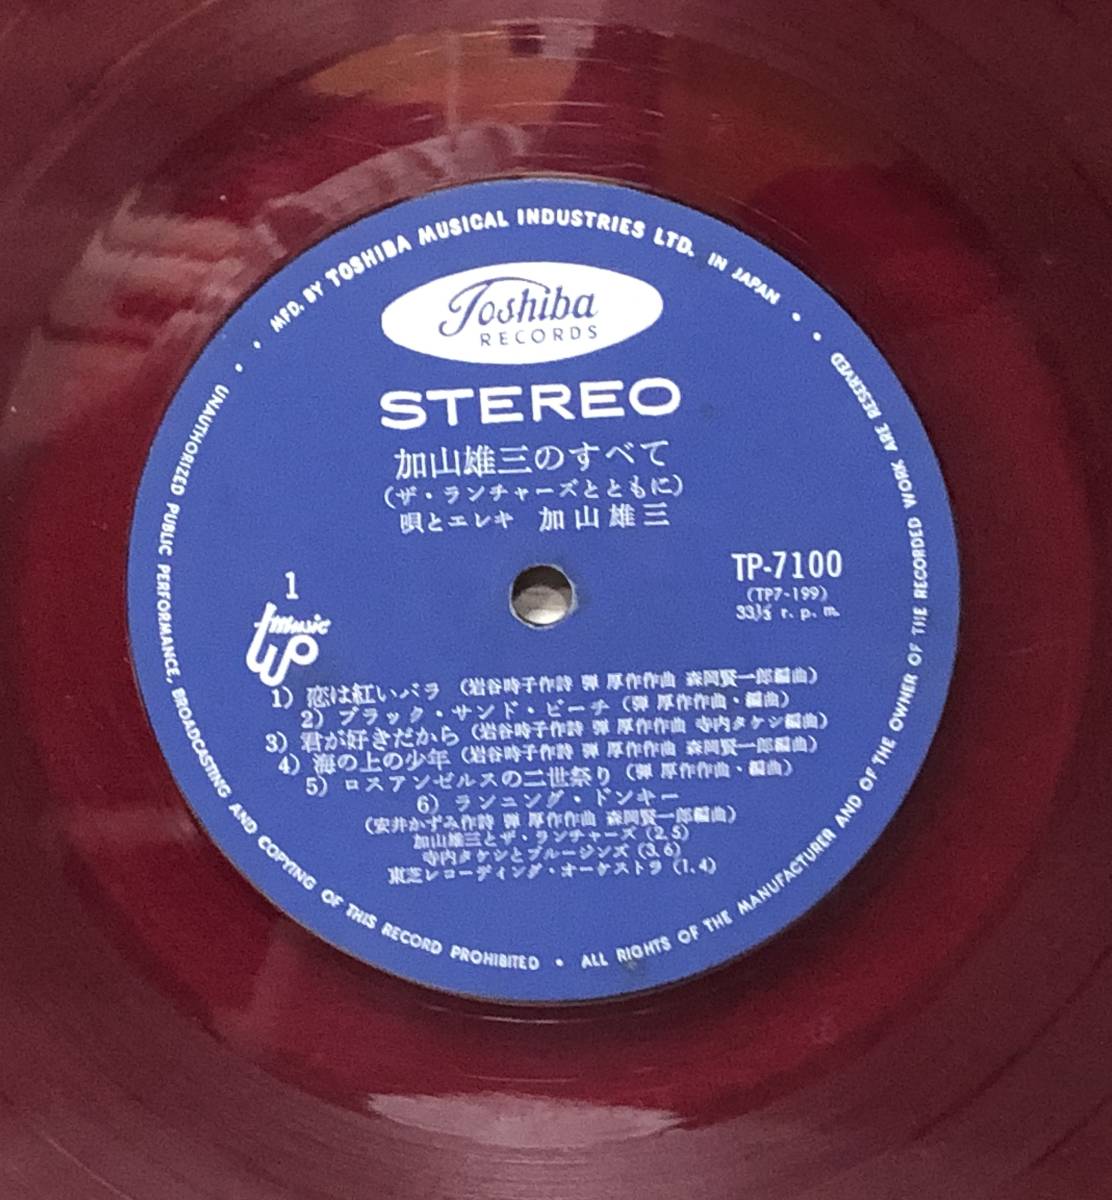 MFD. BY TOSHIBA MUSICAL INDUSTRIES LTD. IN JAPAN
Toshiba
RECORDS
STEREO
加山雄三のすべて
(ザ・ランチャーズとともに)
唄とエレキ 加山雄三
1
TP-7100
(TP7-199)
33⅓ r. p. m.
music
1) 恋は紅いバラ (岩谷時子作詩 弾 厚作作曲 森岡賢一郎編曲)
2) ブラック・サンド・ビーチ (弾 厚作作曲・編曲)
3) 君が好きだから (岩谷時子作詩 弾 厚作作曲 寺内タケシ編曲)
4) 海の上の少年 (岩谷時子作詩 弾 厚作作曲 森岡賢一郎編曲)
5) ロスアンゼルスの二世祭り (弾 厚作作曲・編曲)
6) ランニング・ドンキー
(安井かずみ作詩 弾 厚作作曲 森岡賢一郎編曲)
加山雄三とザ・ランチャーズ (2.5)
寺内タケシとブルージンズ (3.6)
東芝レコーディング・オーケストラ (1.4)
UNAUTHORIZED PUBLIC PERFORMANCE, BROADCASTING AND COPYING OF THIS RECORD PROHIBITED • ALL RIGHTS OF THE MANUFACTURER AND OF THE OWNER OF THE RECORDED WORK ARE RESERVED